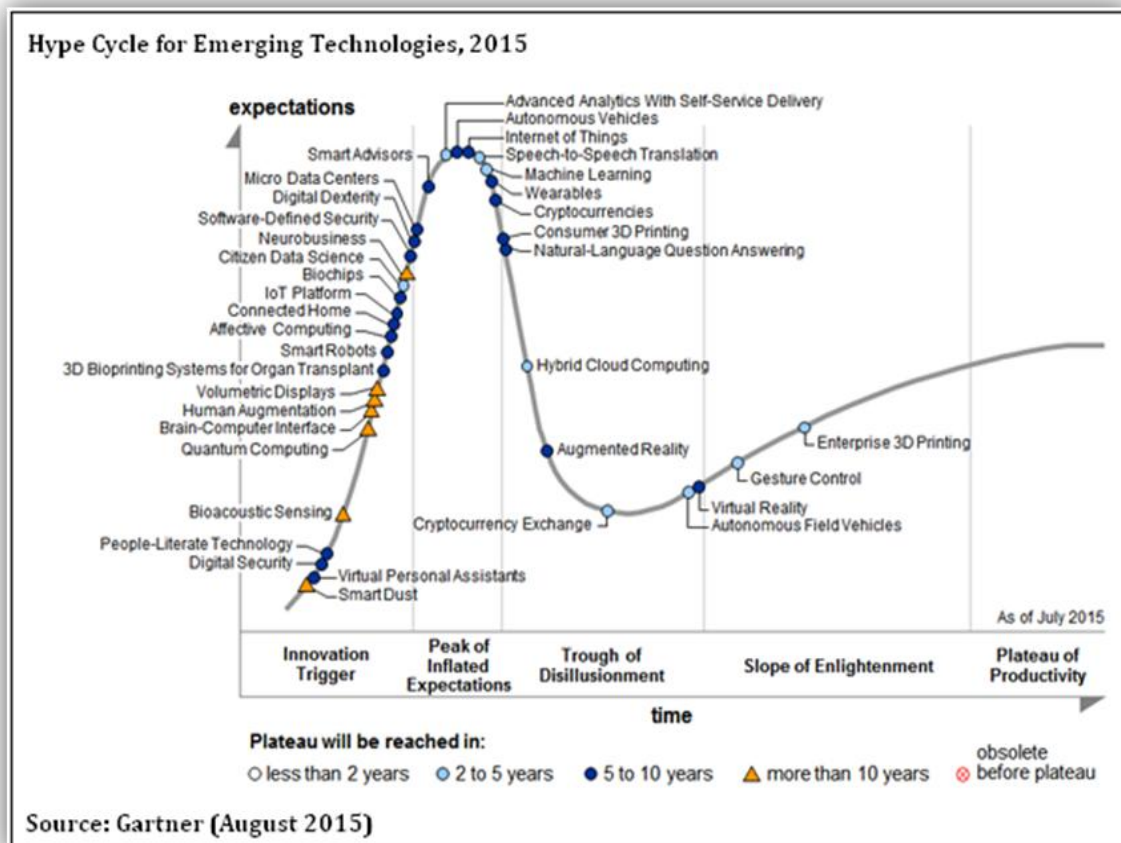 Hype Cycle for Emerging Technologies, 2015
expectations
Advanced Analytics With Self-Service Delivery
Autonomous Vehicles
Internet of Things
Speech-to-Speech Translation
Machine Learning
Wearables
Cryptocurrencies
Consumer 3D Printing
Natural-Language Question Answering
Smart Advisors
Micro Data Centers
Digital Dexterity
Software-Defined Security
Neurobusiness
Citizen Data Science
Biochips
IoT Platform
Connected Home
Affective Computing
Smart Robots
3D Bioprinting Systems for Organ Transplant
Volumetric Displays
Human Augmentation
Brain-Computer Interface
Quantum Computing
Bioacoustic Sensing
People-Literate Technology
Digital Security
Virtual Personal Assistants
Smart Dust
Hybrid Cloud Computing
Augmented Reality
Cryptocurrency Exchange
Enterprise 3D Printing
Gesture Control
Virtual Reality
Autonomous Field Vehicles
As of July 2015
Innovation
Trigger
Peak of
Inflated
Expectations
Trough of
Disillusionment
Slope of Enlightenment
Plateau of
Productivity
time
Plateau will be reached in:
less than 2 years
2 to 5 years
5 to 10 years
more than 10 years
obsolete
before plateau
Source: Gartner (August 2015)